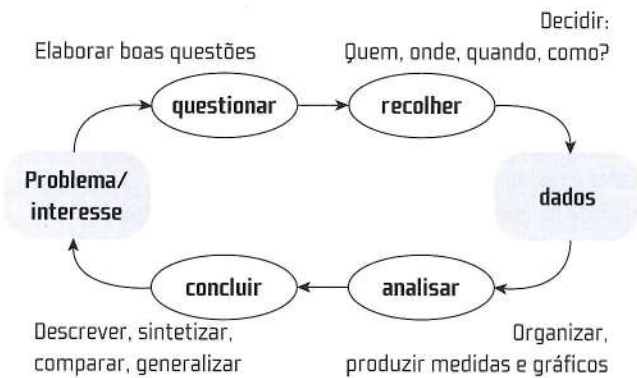 Decidir:
Elaborar boas questões
Quem, onde, quando, como?
questionar
recolher
Problema/
interesse
dados
concluir
analisar
Descrever, sintetizar,
comparar, generalizar
Organizar,
produzir medidas e gráficos